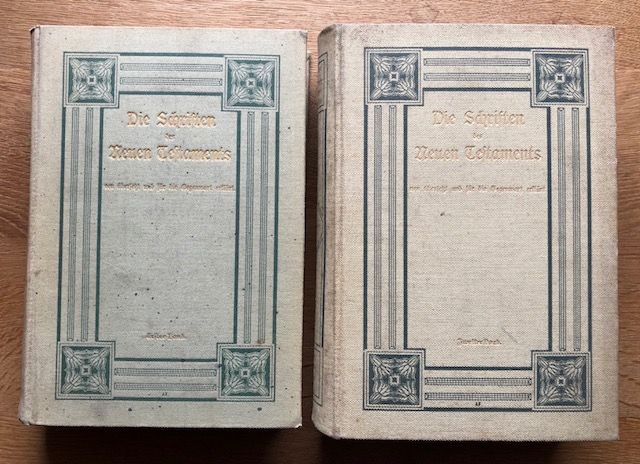 Die Schriften
des
Neuen Testaments
neu übersetzt und für die Gegenwart erklärt
Erster Band.
Die Schriften
des
Neuen Testaments
neu übersetzt und für die Gegenwart erklärt
Zweiter Band.